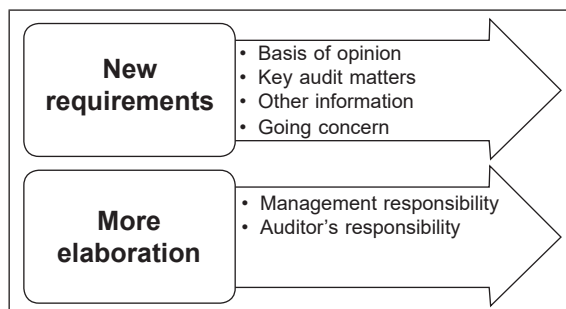 New
requirements
• Basis of opinion
• Key audit matters
• Other information
• Going concern
More
elaboration
• Management responsibility
• Auditor’s responsibility